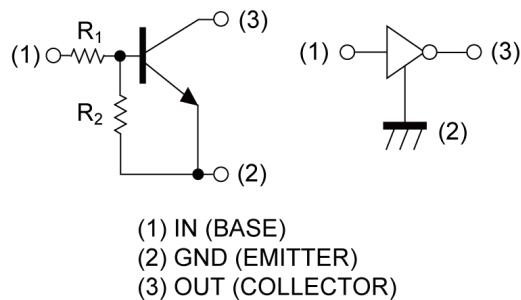 (1) R1 (3)
R2
(2)
(1) (3)
(2)
(1) IN (BASE)
(2) GND (EMITTER)
(3) OUT (COLLECTOR)